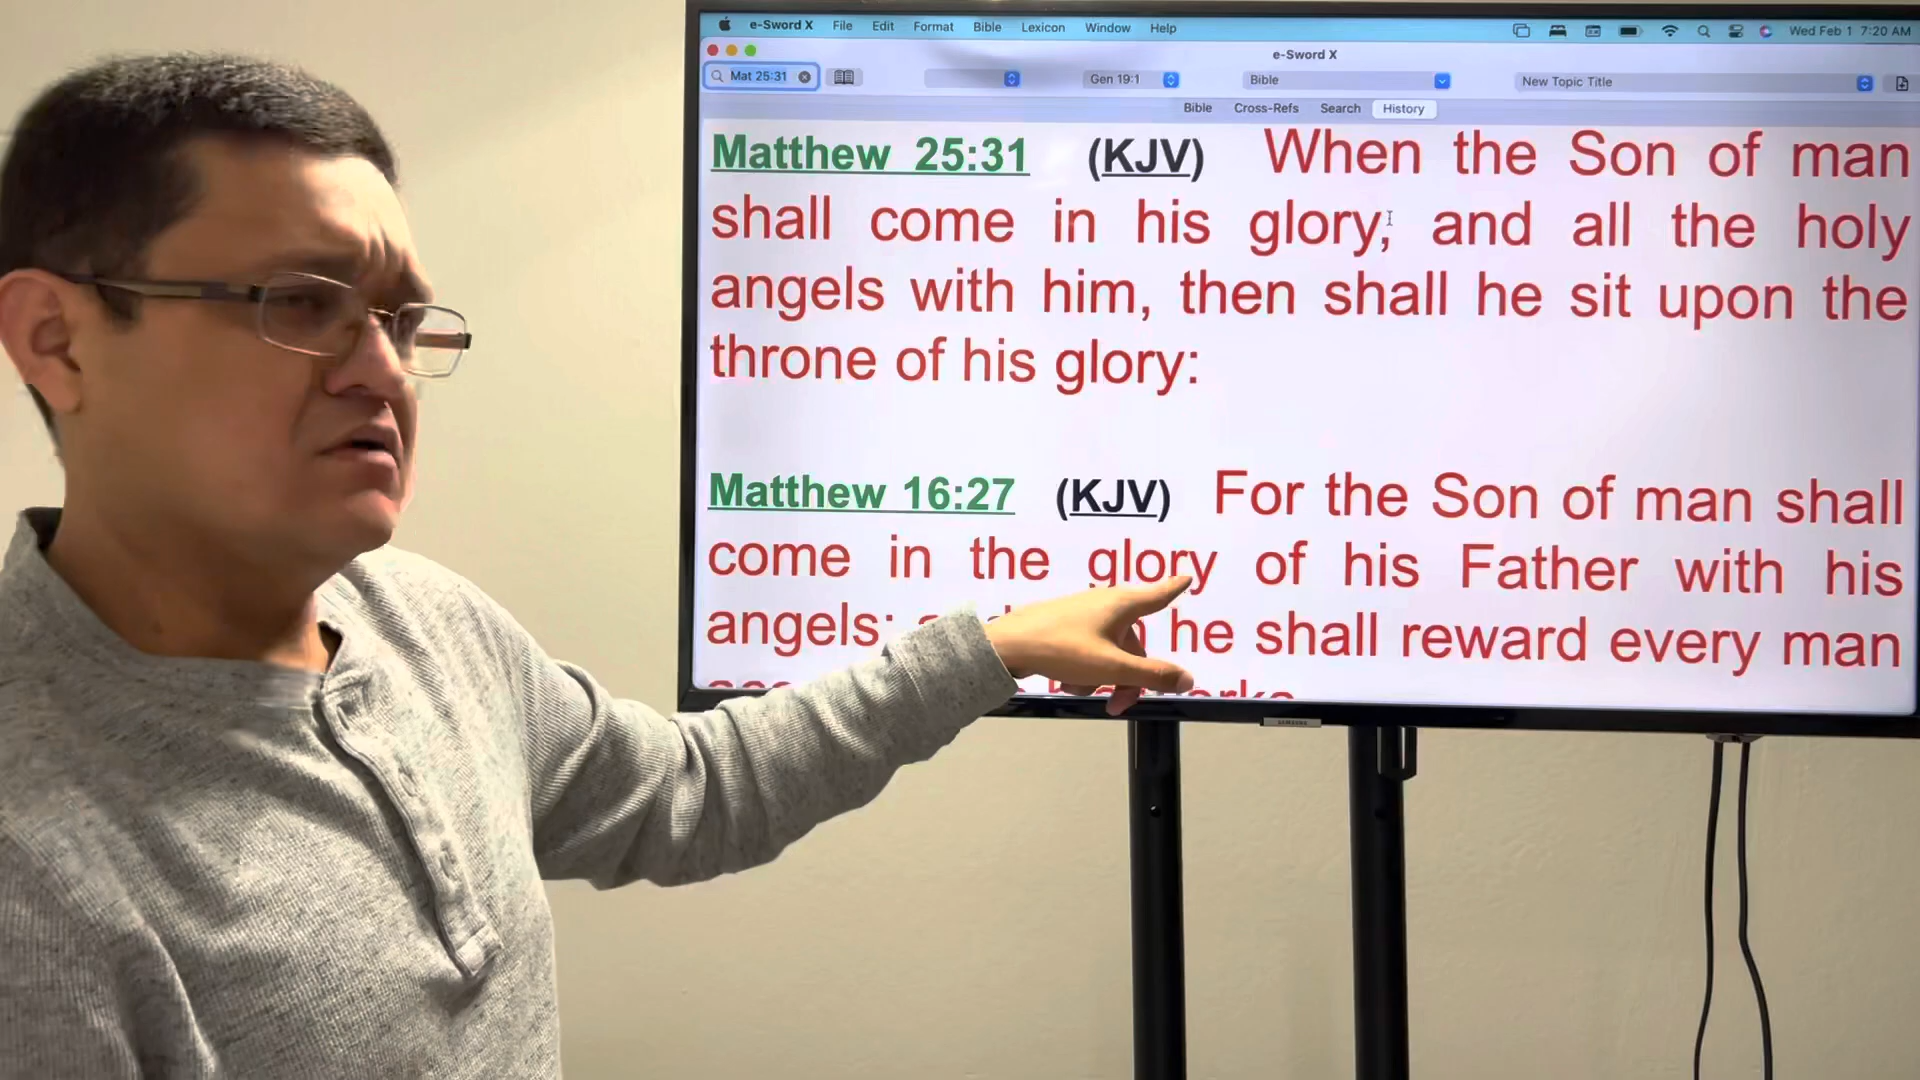 e-Sword X File Edit Format Bible Lexicon Window Help Wed Feb 1 7:20 AM
e-Sword X
Mat 25:31 Gen 19:1 Bible New Topic Title
Bible Cross-Refs Search History
Matthew 25:31 (KJV) When the Son of man
shall come in his glory, and all the holy
angels with him, then shall he sit upon the
throne of his glory:
Matthew 16:27 (KJV) For the Son of man shall
come in the glory of his Father with his
angels; he shall reward every man
SAMSUNG